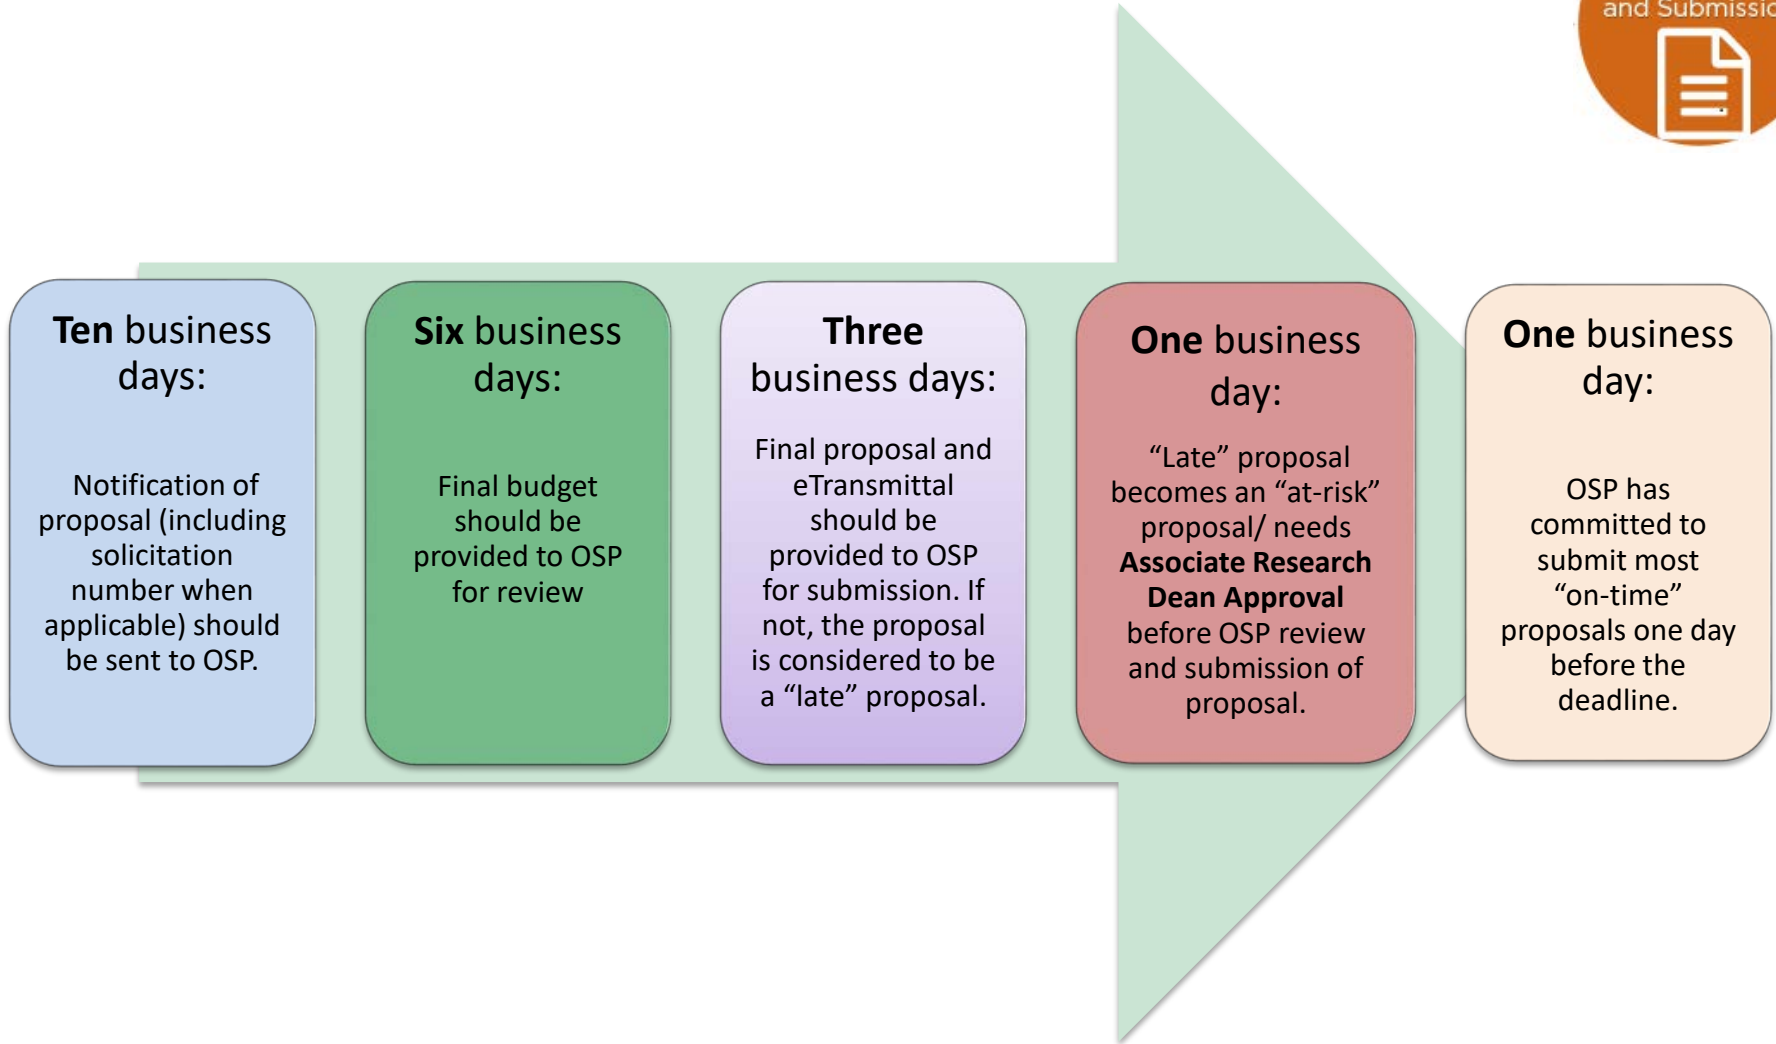 and Submissio
Ten business
days:
Notification of
proposal (including
solicitation
number when
applicable) should
be sent to OSP.
Six business
days:
Final budget
should be
provided to OSP
for review
Three
business days:
Final proposal and
eTransmittal
should be
provided to OSP
for submission. If
not, the proposal
is considered to be
a “late” proposal.
One business
day:
“Late” proposal
becomes an “at-risk”
proposal/ needs
Associate Research
Dean Approval
before OSP review
and submission of
proposal.
One business
day:
OSP has
committed to
submit most
“on-time”
proposals one day
before the
deadline.